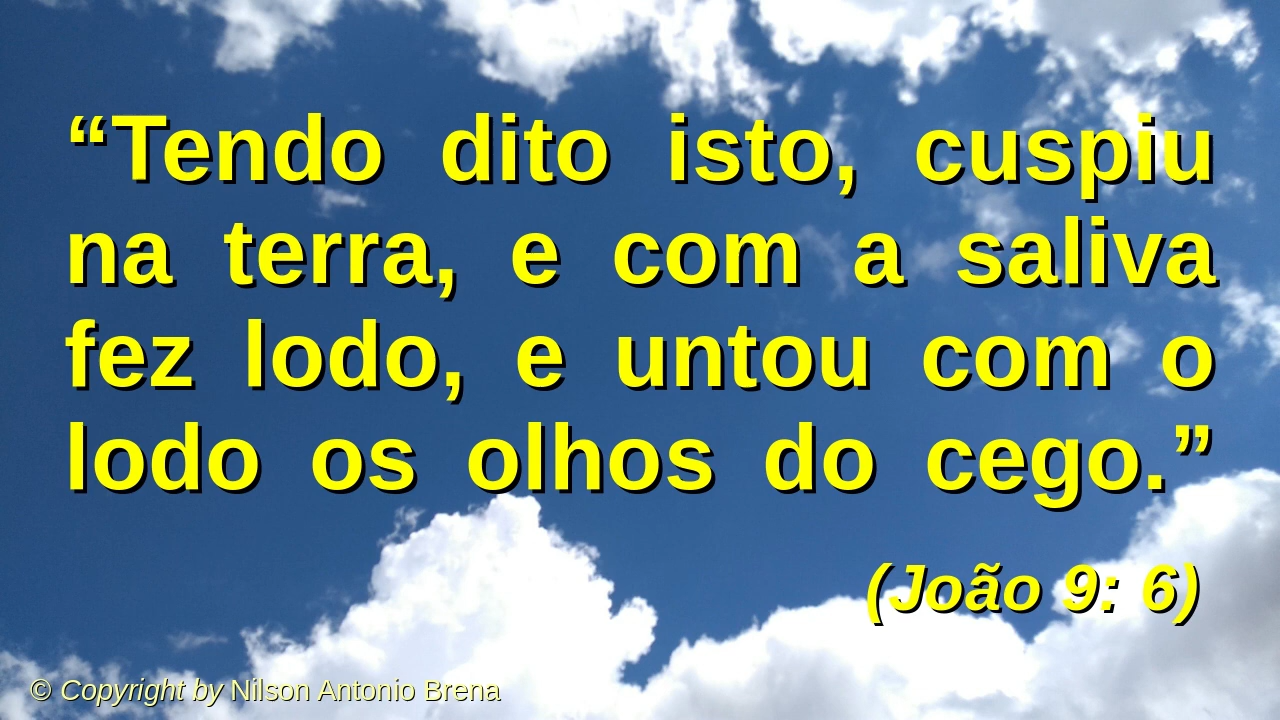 “Tendo dito isto, cuspiu
na terra, e com a saliva
fez lodo, e untou com o
lodo os olhos do cego.”
(João 9: 6)
© Copyright by Nilson Antonio Brena